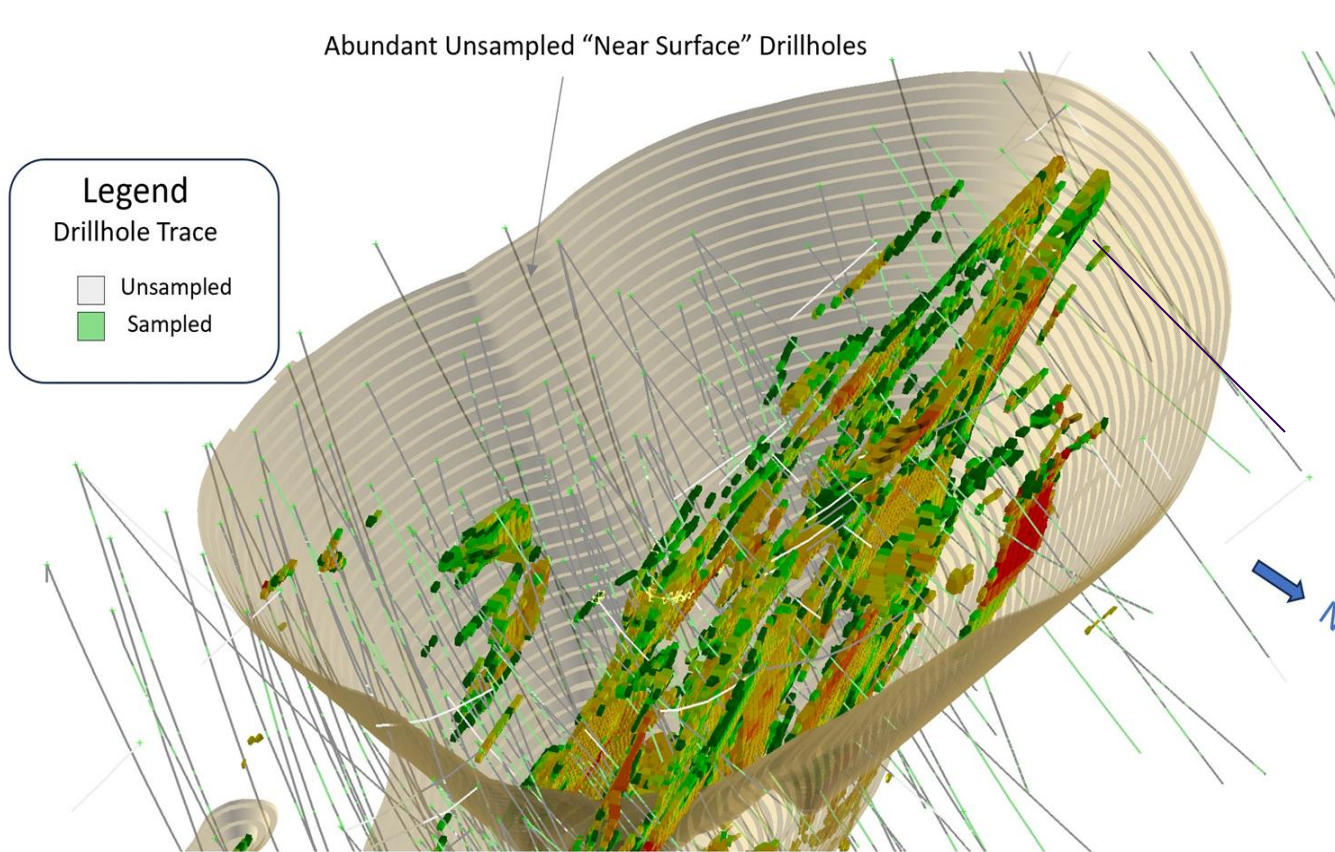 Abundant Unsampled “Near Surface” Drillholes
Legend
Drillhole Trace
Unsampled
Sampled
N